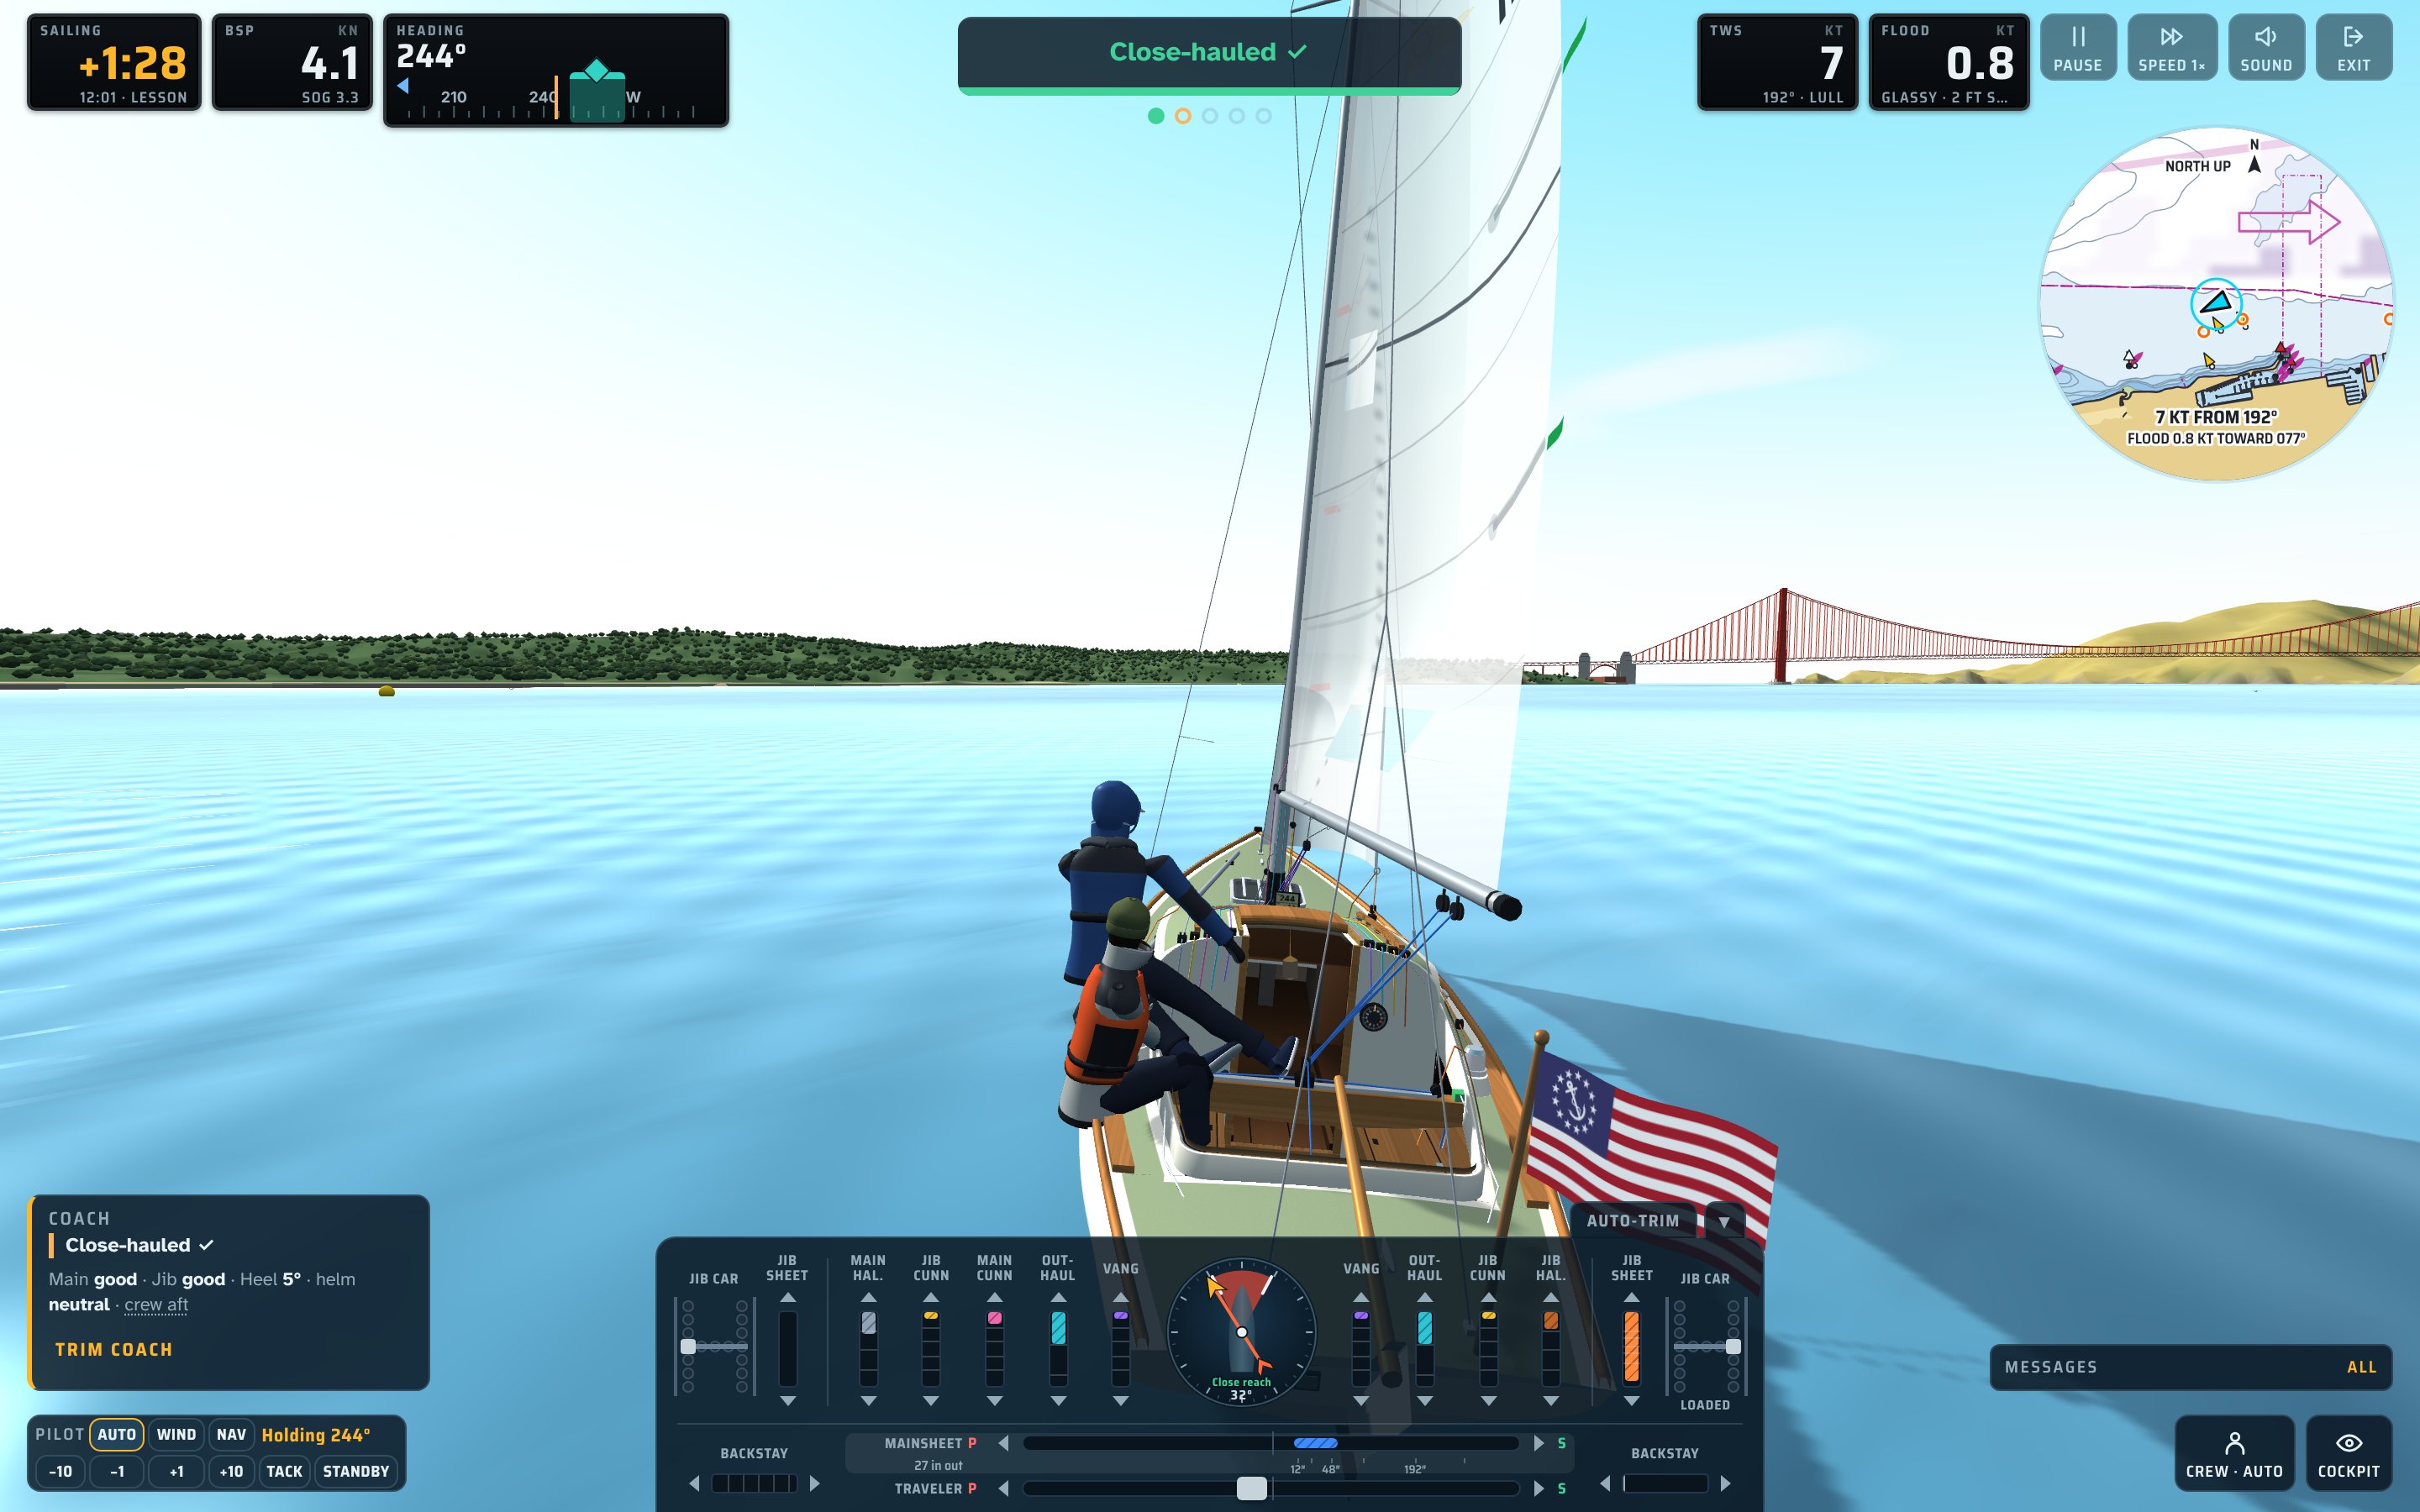 SAILING
+1:28
12:01 · LESSON
BSP KN
4.1
SOG 3.3
HEADING
244°
210 240 W
Close-hauled ✓
TWS KT
7
192° · LULL
FLOOD KT
0.8
GLASSY · 2 FT S…
PAUSE
SPEED 1×
SOUND
EXIT
N
NORTH UP
7 KT FROM 192°
FLOOD 0.8 KT TOWARD 077°
244
COACH
Close-hauled ✓
Main good · Jib good · Heel 5° · helm
neutral · crew aft
TRIM COACH
PILOT AUTO WIND NAV Holding 244°
-10 -1 +1 +10 TACK STANDBY
AUTO-TRIM ▼
JIB CAR
JIB SHEET
MAIN HAL.
JIB CUNN
MAIN CUNN
OUT-HAUL
VANG
Close reach
32°
VANG
OUT-HAUL
JIB CUNN
JIB HAL.
JIB SHEET
JIB CAR
LOADED
BACKSTAY
MAINSHEET P S
27 in out
12" 48" 192"
TRAVELER P S
BACKSTAY
MESSAGES ALL
CREW · AUTO
COCKPIT